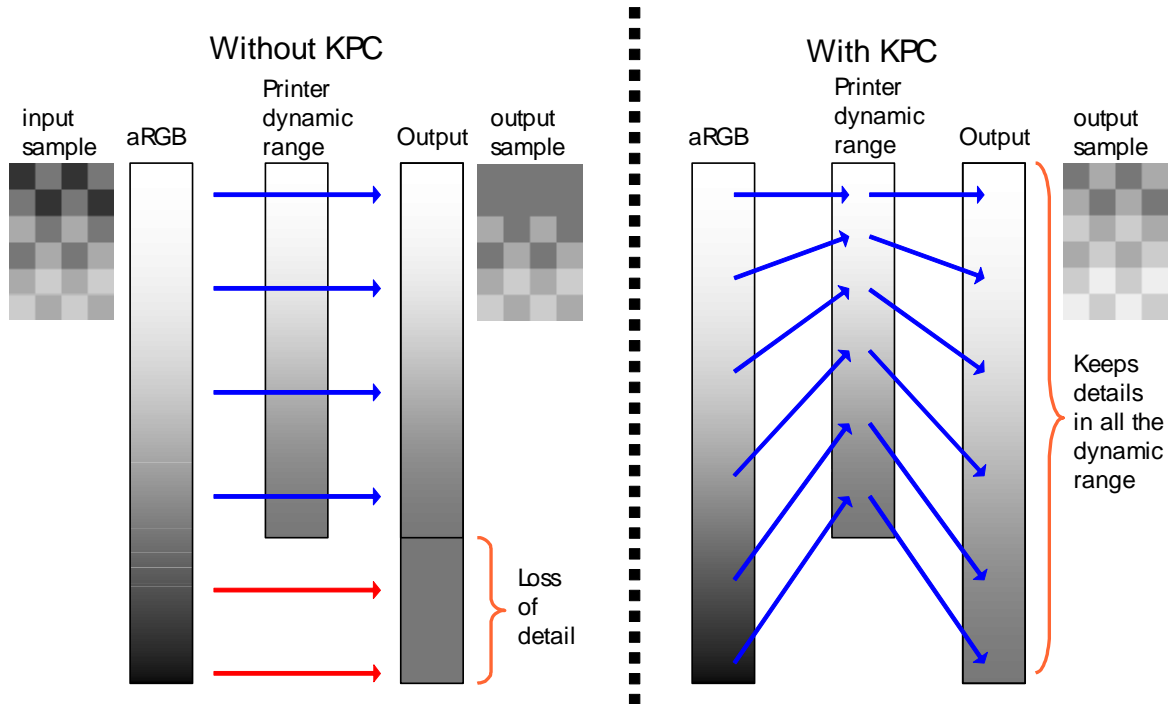 Without KPC
Printer
dynamic
range
input
sample
aRGB
Output
output
sample
Loss
of
detail
With KPC
Printer
dynamic
range
aRGB
Output
output
sample
Keeps
details
in all the
dynamic
range